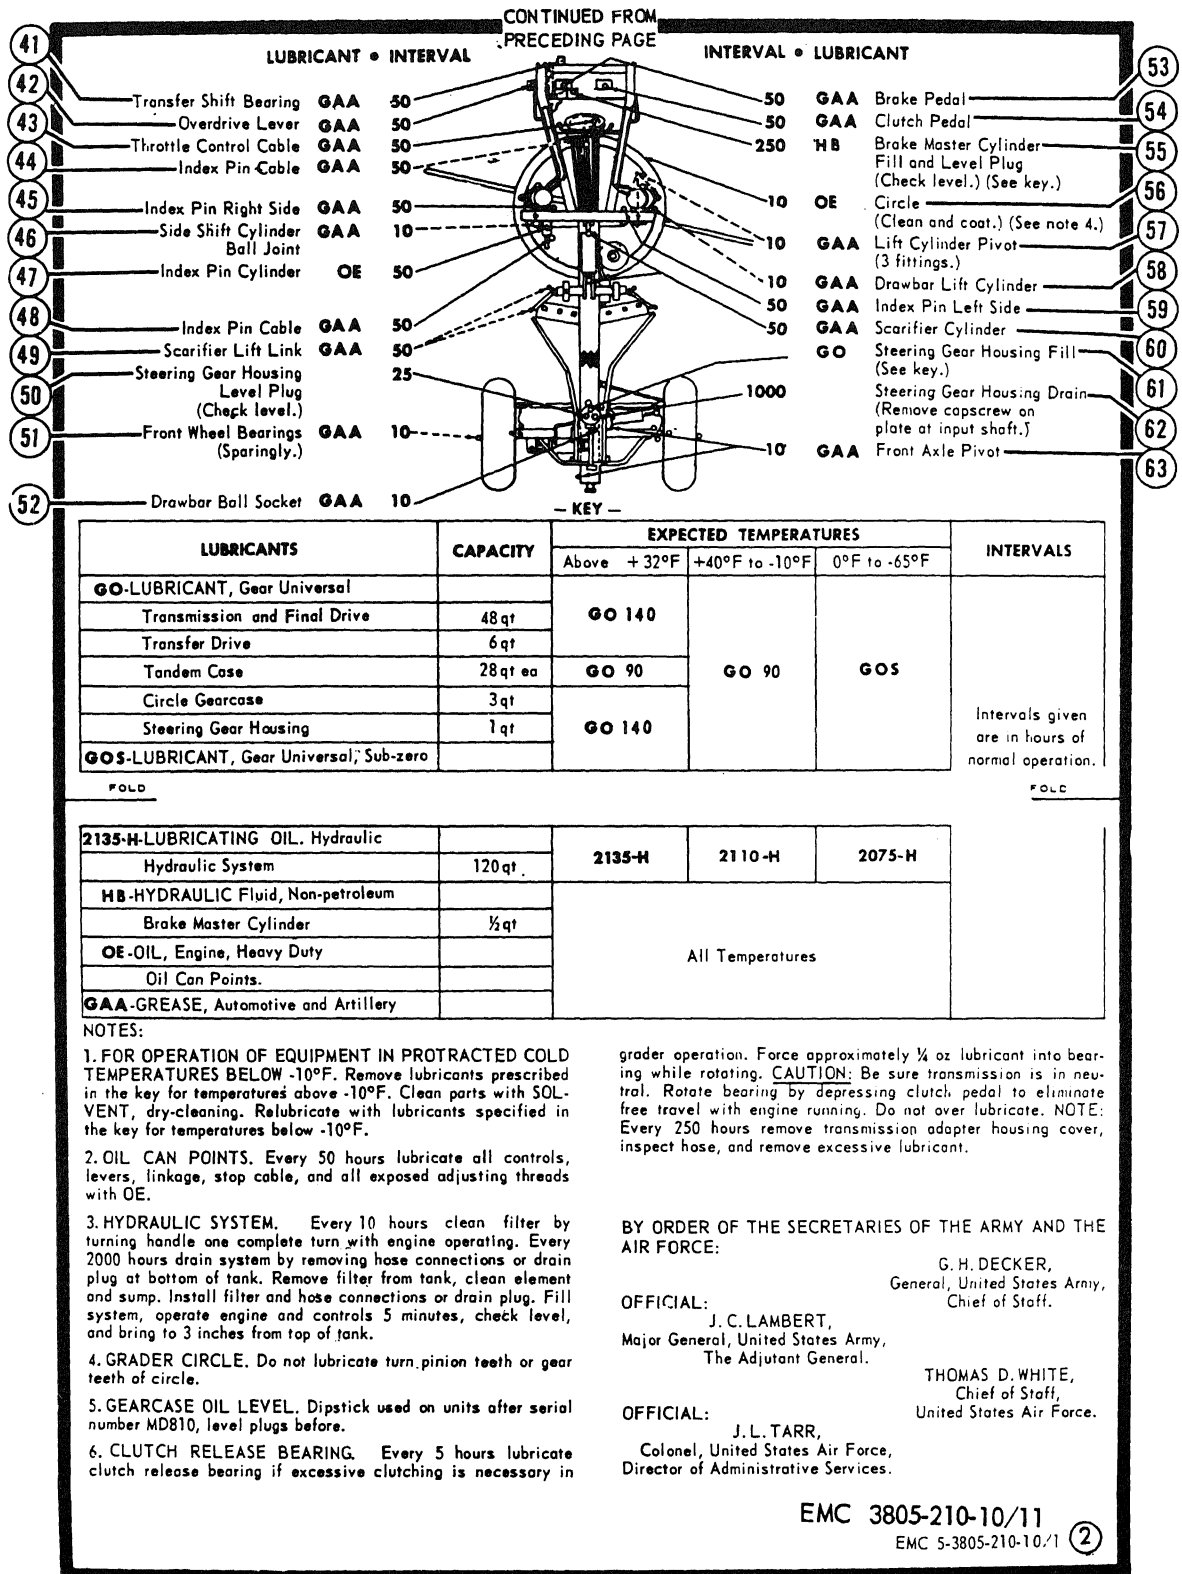 CONTINUED FROM
PRECEDING PAGE
LUBRICANT • INTERVAL
INTERVAL • LUBRICANT
41 Transfer Shift Bearing GAA 50
42 Overdrive Lever GAA 50
43 Throttle Control Cable GAA 50
44 Index Pin Cable GAA 50
45 Index Pin Right Side GAA 50
46 Side Shift Cylinder GAA 10
Ball Joint
47 Index Pin Cylinder OE 50
48 Index Pin Cable GAA 50
49 Scarifier Lift Link GAA 50
50 Steering Gear Housing 25
Level Plug
(Check level.)
51 Front Wheel Bearings GAA 10
(Sparingly.)
52 Drawbar Ball Socket GAA 10
50 GAA Brake Pedal 53
50 GAA Clutch Pedal 54
250 HB Brake Master Cylinder 55
Fill and Level Plug
(Check level.) (See key.)
10 OE Circle 56
(Clean and coat.) (See note 4.)
10 GAA Lift Cylinder Pivot 57
(3 fittings.)
10 GAA Drawbar Lift Cylinder 58
50 GAA Index Pin Left Side 59
50 GAA Scarifier Cylinder 60
GO Steering Gear Housing Fill 61
(See key.)
1000 Steering Gear Housing Drain 62
(Remove capscrew on
plate at input shaft.)
10 GAA Front Axle Pivot 63
— KEY —
LUBRICANTS CAPACITY EXPECTED TEMPERATURES INTERVALS
Above +32°F +40°F to -10°F 0°F to -65°F
GO-LUBRICANT, Gear Universal
Transmission and Final Drive 48 qt GO 140
Transfer Drive 6 qt
Tandem Case 28 qt ea GO 90 GO 90 GOS
Circle Gearcase 3 qt
Steering Gear Housing 1 qt GO 140
GOS-LUBRICANT, Gear Universal, Sub-zero
Intervals given
are in hours of
normal operation.
FOLD
FOLD
2135-H-LUBRICATING OIL. Hydraulic
Hydraulic System 120 qt 2135-H 2110-H 2075-H
HB-HYDRAULIC Fluid, Non-petroleum
Brake Master Cylinder ½ qt
OE-OIL, Engine, Heavy Duty
All Temperatures
Oil Can Points.
GAA-GREASE, Automotive and Artillery
NOTES:
1. FOR OPERATION OF EQUIPMENT IN PROTRACTED COLD
TEMPERATURES BELOW -10°F. Remove lubricants prescribed
in the key for temperatures above -10°F. Clean parts with SOL-
VENT, dry-cleaning. Relubricate with lubricants specified in
the key for temperatures below -10°F.
2. OIL CAN POINTS. Every 50 hours lubricate all controls,
levers, linkage, stop cable, and all exposed adjusting threads
with OE.
3. HYDRAULIC SYSTEM. Every 10 hours clean filter by
turning handle one complete turn with engine operating. Every
2000 hours drain system by removing hose connections or drain
plug at bottom of tank. Remove filter from tank, clean element
and sump. Install filter and hose connections or drain plug. Fill
system, operate engine and controls 5 minutes, check level,
and bring to 3 inches from top of tank.
4. GRADER CIRCLE. Do not lubricate turn pinion teeth or gear
teeth of circle.
5. GEARCASE OIL LEVEL. Dipstick used on units after serial
number MD810, level plugs before.
6. CLUTCH RELEASE BEARING. Every 5 hours lubricate
clutch release bearing if excessive clutching is necessary in
grader operation. Force approximately ¼ oz lubricant into bear-
ing while rotating. CAUTION: Be sure transmission is in neu-
tral. Rotate bearing by depressing clutch pedal to eliminate
free travel with engine running. Do not over lubricate. NOTE:
Every 250 hours remove transmission adapter housing cover,
inspect hose, and remove excessive lubricant.
BY ORDER OF THE SECRETARIES OF THE ARMY AND THE
AIR FORCE:
G. H. DECKER,
General, United States Army,
Chief of Staff.
OFFICIAL:
J. C. LAMBERT,
Major General, United States Army,
The Adjutant General.
THOMAS D. WHITE,
Chief of Staff,
United States Air Force.
OFFICIAL:
J. L. TARR,
Colonel, United States Air Force,
Director of Administrative Services.
EMC 3805-210-10/11
EMC 5-3805-210-10/1 2